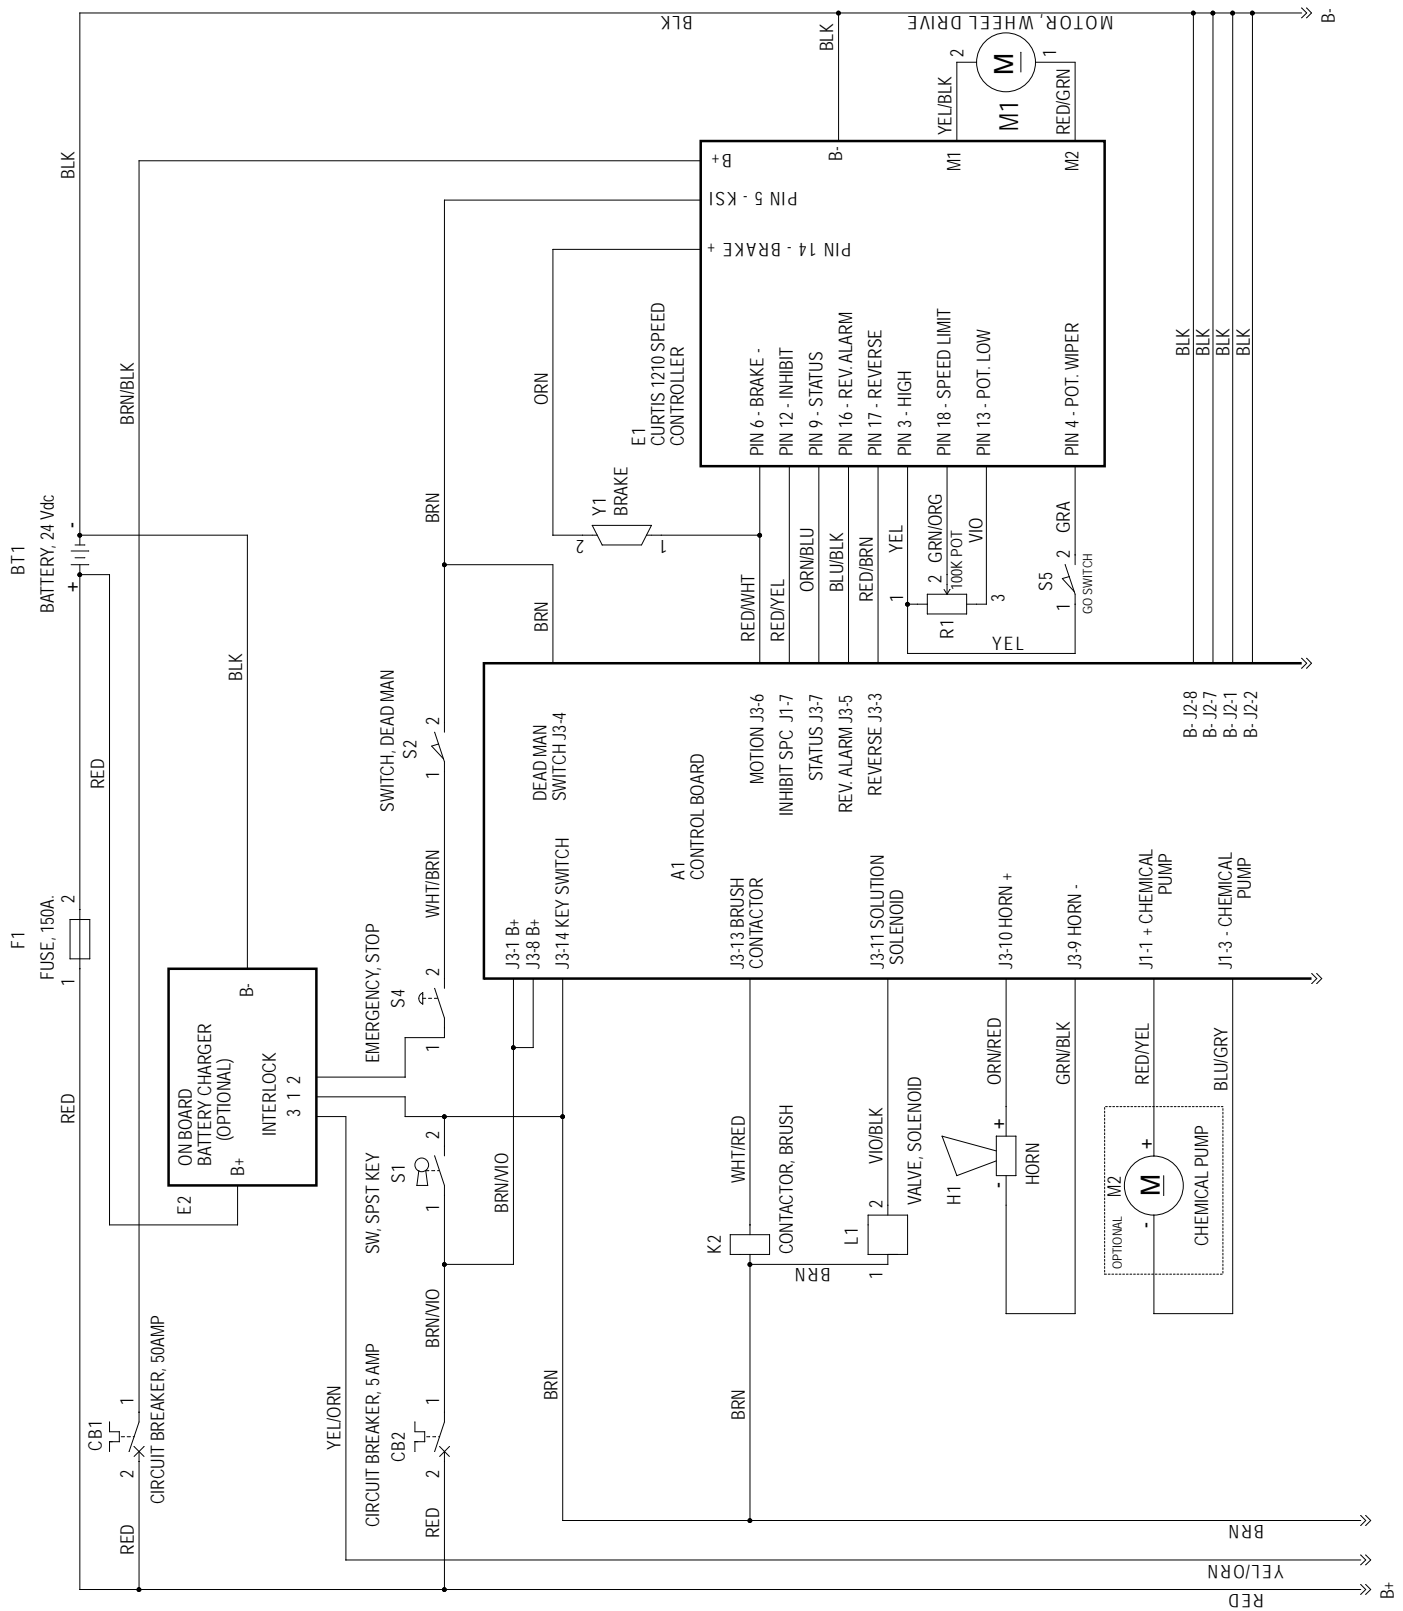 BT1
BATTERY, 24 Vdc
+
-
BLK
RED
F1
FUSE, 150A.
1
2
RED
BLK
BRN/BLK
ON BOARD
BATTERY CHARGER
(OPTIONAL)
INTERLOCK
3 1 2
B+
B-
E2
CB1
2
1
CIRCUIT BREAKER, 50AMP
RED
YEL/ORN
CIRCUIT BREAKER, 5 AMP
CB2
2
1
RED
BRN/VIO
SW, SPST KEY
S1
1
2
BRN/VIO
EMERGENCY, STOP
S4
1
2
WHT/BRN
SWITCH, DEAD MAN
S2
1
2
BRN
BRN
ORN
Y1
BRAKE
2
1
E1
CURTIS 1210 SPEED
CONTROLLER
B+
PIN 5 - KSI
PIN 14 - BRAKE +
B-
M1
M2
PIN 6 - BRAKE -
PIN 12 - INHIBIT
PIN 9 - STATUS
PIN 16 - REV. ALARM
PIN 17 - REVERSE
PIN 3 - HIGH
PIN 18 - SPEED LIMIT
PIN 13 - POT. LOW
PIN 4 - POT. WIPER
BLK
BLK
MOTOR, WHEEL DRIVE
M
M1
2
1
YEL/BLK
RED/GRN
B-
RED/WHT
RED/YEL
ORN/BLU
BLU/BLK
RED/BRN
YEL
1
2
GRN/ORG
100K POT
VIO
3
R1
YEL
S5
1
2
GRA
GO SWITCH
BLK
BLK
BLK
BLK
A1
CONTROL BOARD
DEAD MAN
SWITCH J3-4
MOTION J3-6
INHIBIT SPC J1-7
STATUS J3-7
REV. ALARM J3-5
REVERSE J3-3
B- J2-8
B- J2-7
B- J2-1
B- J2-2
J3-1 B+
J3-8 B+
J3-14 KEY SWITCH
J3-13 BRUSH
CONTACTOR
J3-11 SOLUTION
SOLENOID
J3-10 HORN +
J3-9 HORN -
J1-1 + CHEMICAL
PUMP
J1-3 - CHEMICAL
PUMP
BRN
WHT/RED
K2
CONTACTOR, BRUSH
BRN
BRN
VIO/BLK
L1
1
2
VALVE, SOLENOID
ORN/RED
GRN/BLK
H1
-
+
HORN
RED/YEL
BLU/GRY
OPTIONAL
M2
-
+
M
CHEMICAL PUMP
BRN
YEL/ORN
RED
B+